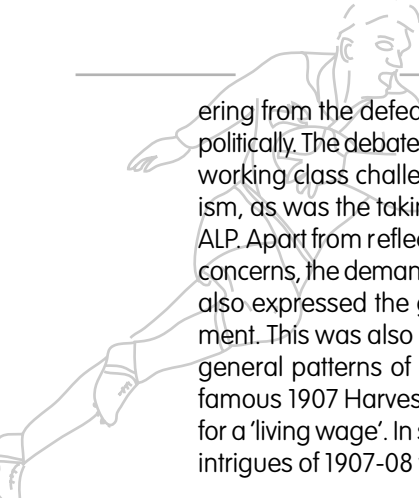 ering from the defea
politically. The debate
working class challe
ism, as was the takin
ALP. Apart from reflec
concerns, the deman
also expressed the g
ment. This was also
general patterns of
famous 1907 Harves
for a 'living wage'. In s
intrigues of 1907-08